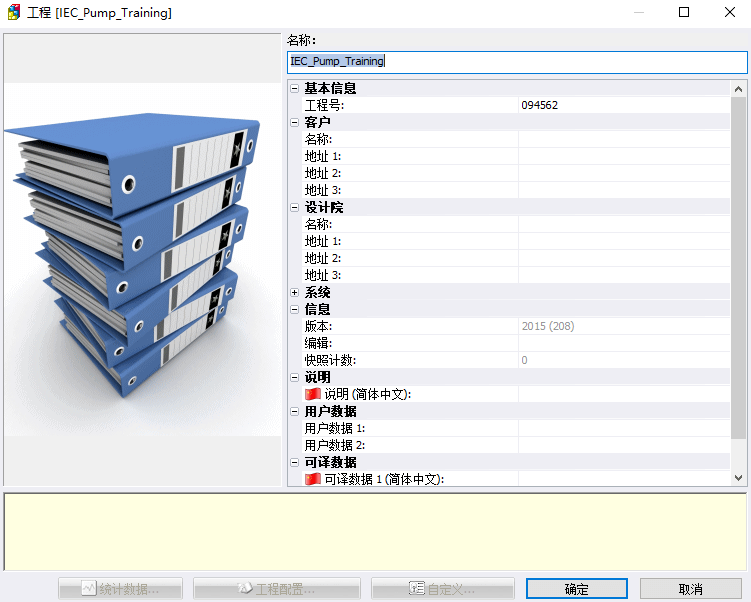 工程 [IEC_Pump_Training]
名称:
IEC_Pump_Training
基本信息
工程号: 094562
客户
名称:
地址 1:
地址 2:
地址 3:
设计院
名称:
地址 1:
地址 2:
地址 3:
系统
信息
版本: 2015 (208)
编辑:
快照计数: 0
说明
说明 (简体中文):
用户数据
用户数据 1:
用户数据 2:
可译数据
可译数据 1 (简体中文):
统计数据... 工程配置... 自定义... 确定 取消